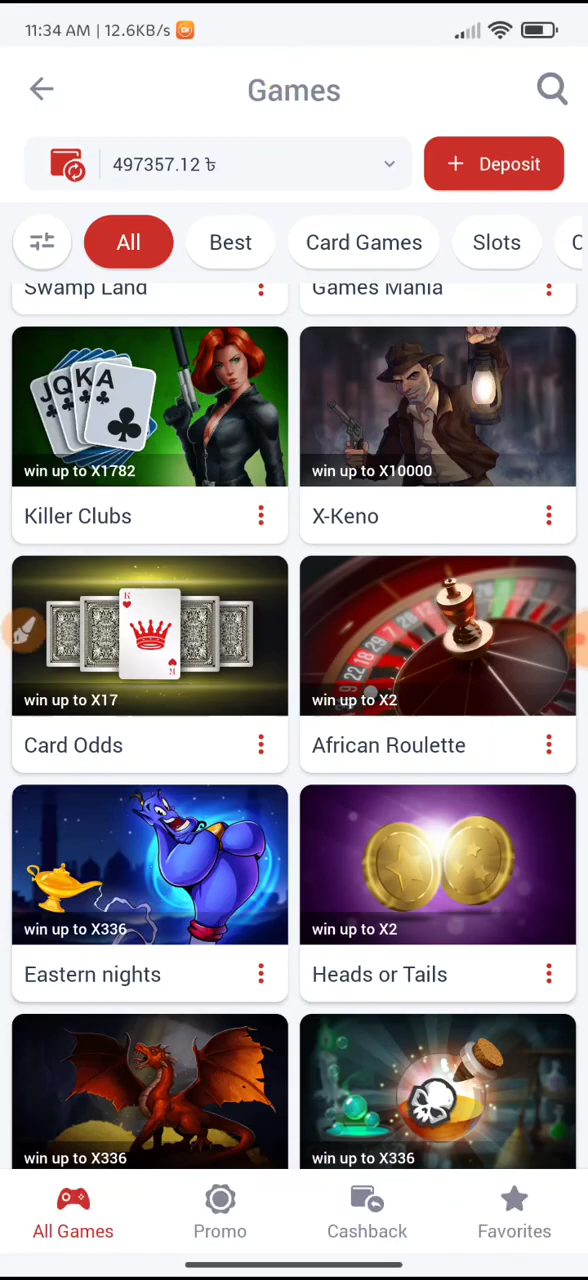 11:34 AM | 12.6KB/s
Games
497357.12 ৳
+ Deposit
All
Best
Card Games
Slots
Swamp Land
Games Mania
J Q K A
win up to X1782
win up to X10000
Killer Clubs
X-Keno
K
K
win up to X17
win up to X2
Card Odds
African Roulette
win up to X336
win up to X2
Eastern nights
Heads or Tails
win up to X336
win up to X336
All Games
Promo
Cashback
Favorites